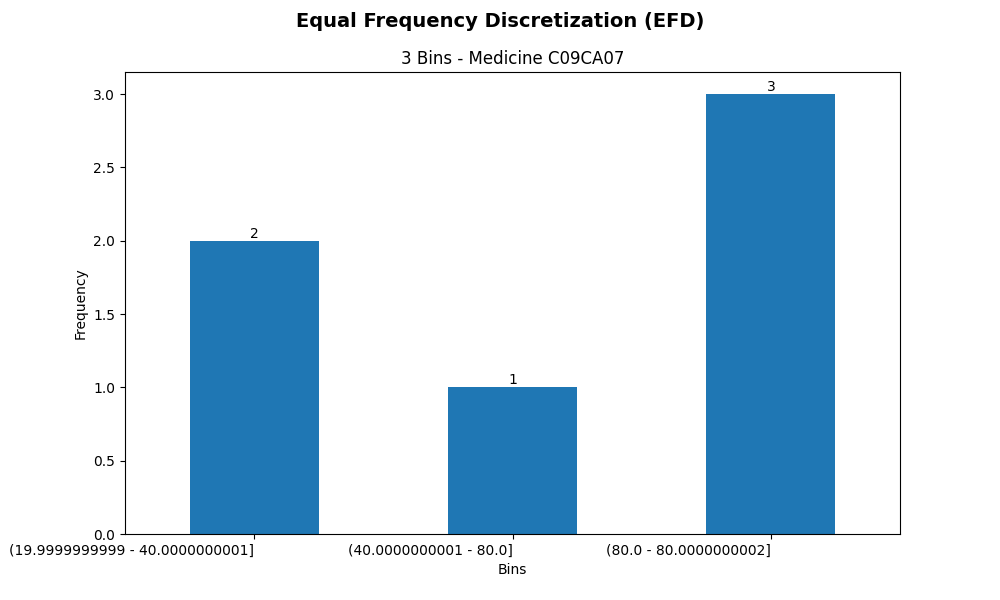 Equal Frequency Discretization (EFD)
3 Bins - Medicine C09CA07
3.0
2.5
2.0
1.5
1.0
0.5
0.0
Frequency
2
1
3
(19.9999999999 - 40.0000000001]
(40.0000000001 - 80.0]
(80.0 - 80.0000000002]
Bins